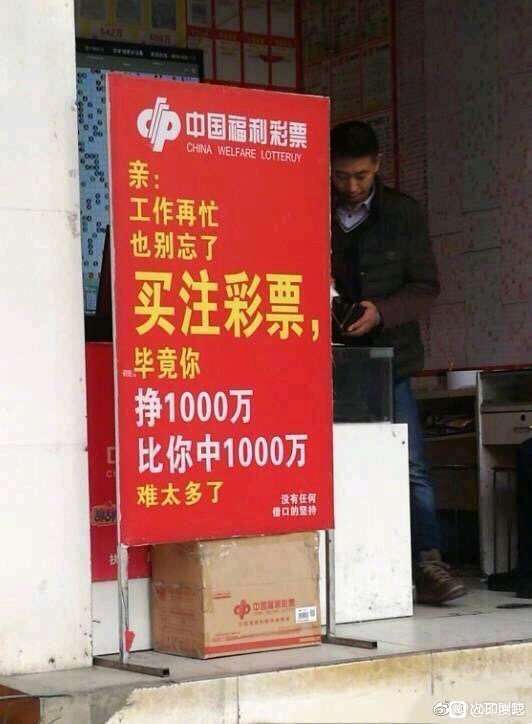 中国福利彩票
CHINA WELFARE LOTTERUY
亲：
工作再忙
也别忘了
买注彩票，
毕竟你
挣1000万
比你中1000万
难太多了
没有任何
借口的坚持
中国福利彩票